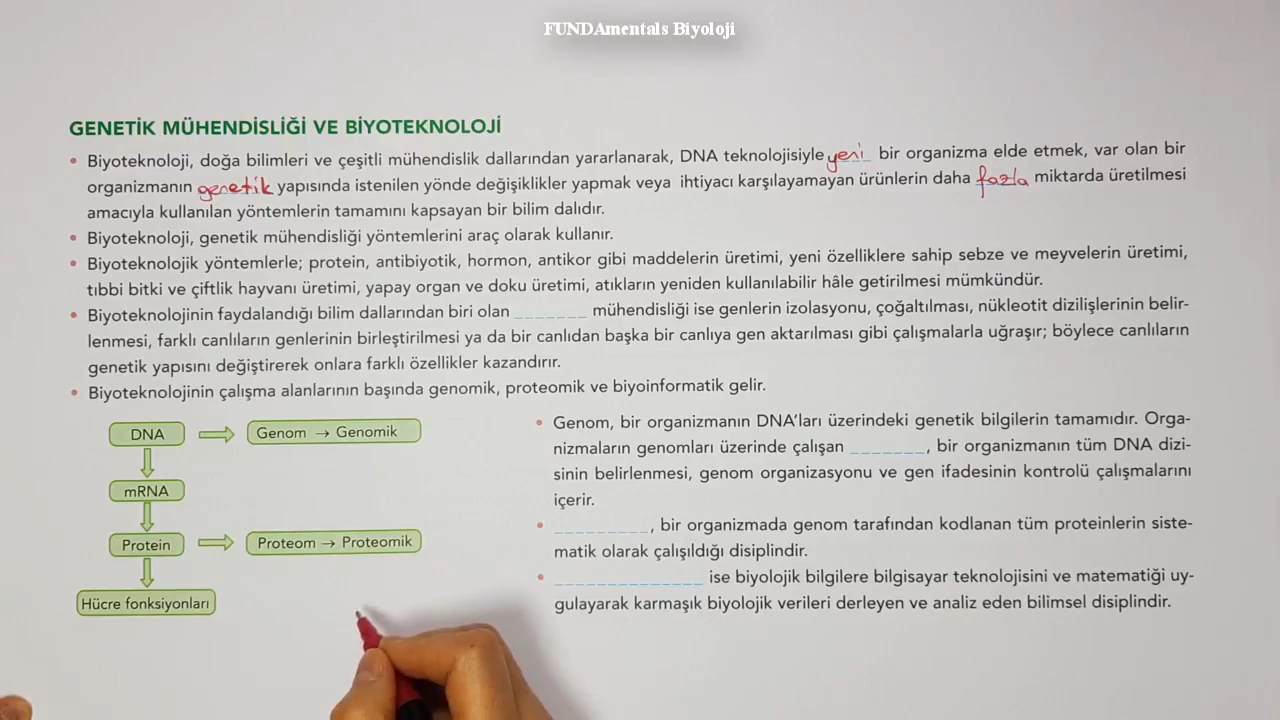 FUNDAmentals Biyoloji
GENETİK MÜHENDİSLİĞİ VE BİYOTEKNOLOJİ
• Biyoteknoloji, doğa bilimleri ve çeşitli mühendislik dallarından yararlanarak, DNA teknolojisiyle yeni bir organizma elde etmek, var olan bir
organizmanın genetik yapısında istenilen yönde değişiklikler yapmak veya ihtiyacı karşılayamayan ürünlerin daha fazla miktarda üretilmesi
amacıyla kullanılan yöntemlerin tamamını kapsayan bir bilim dalıdır.
• Biyoteknoloji, genetik mühendisliği yöntemlerini araç olarak kullanır.
• Biyoteknolojik yöntemlerle; protein, antibiyotik, hormon, antikor gibi maddelerin üretimi, yeni özelliklere sahip sebze ve meyvelerin üretimi,
tıbbi bitki ve çiftlik hayvanı üretimi, yapay organ ve doku üretimi, atıkların yeniden kullanılabilir hâle getirilmesi mümkündür.
• Biyoteknolojinin faydalandığı bilim dallarından biri olan _______ mühendisliği ise genlerin izolasyonu, çoğaltılması, nükleotit dizilişlerinin belir-
lenmesi, farklı canlıların genlerinin birleştirilmesi ya da bir canlıdan başka bir canlıya gen aktarılması gibi çalışmalarla uğraşır; böylece canlıların
genetik yapısını değiştirerek onlara farklı özellikler kazandırır.
• Biyoteknolojinin çalışma alanlarının başında genomik, proteomik ve biyoinformatik gelir.
DNA
Genom → Genomik
mRNA
Protein
Proteom → Proteomik
Hücre fonksiyonları
• Genom, bir organizmanın DNA'ları üzerindeki genetik bilgilerin tamamıdır. Orga-
nizmaların genomları üzerinde çalışan _______, bir organizmanın tüm DNA dizi-
sinin belirlenmesi, genom organizasyonu ve gen ifadesinin kontrolü çalışmalarını
içerir.
• _________, bir organizmada genom tarafından kodlanan tüm proteinlerin siste-
matik olarak çalışıldığı disiplindir.
• ______________ ise biyolojik bilgilere bilgisayar teknolojisini ve matematiği uy-
gulayarak karmaşık biyolojik verileri derleyen ve analiz eden bilimsel disiplindir.